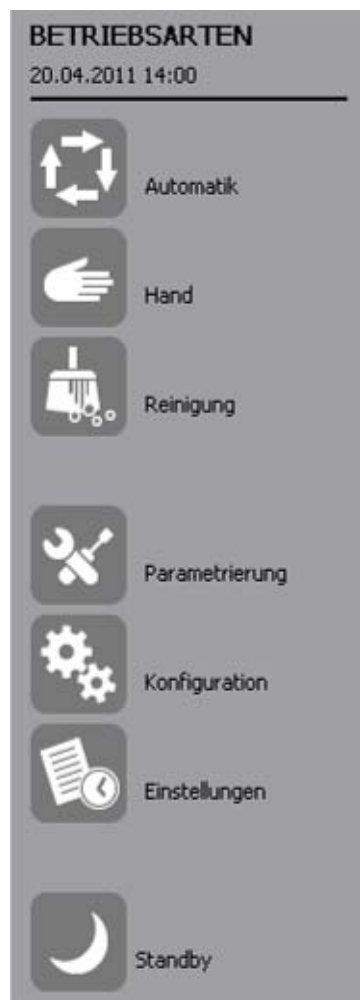 BETRIEBSARTEN
20.04.2011 14:00
Automatik
Hand
Reinigung
Parametrierung
Konfiguration
Einstellungen
Standby